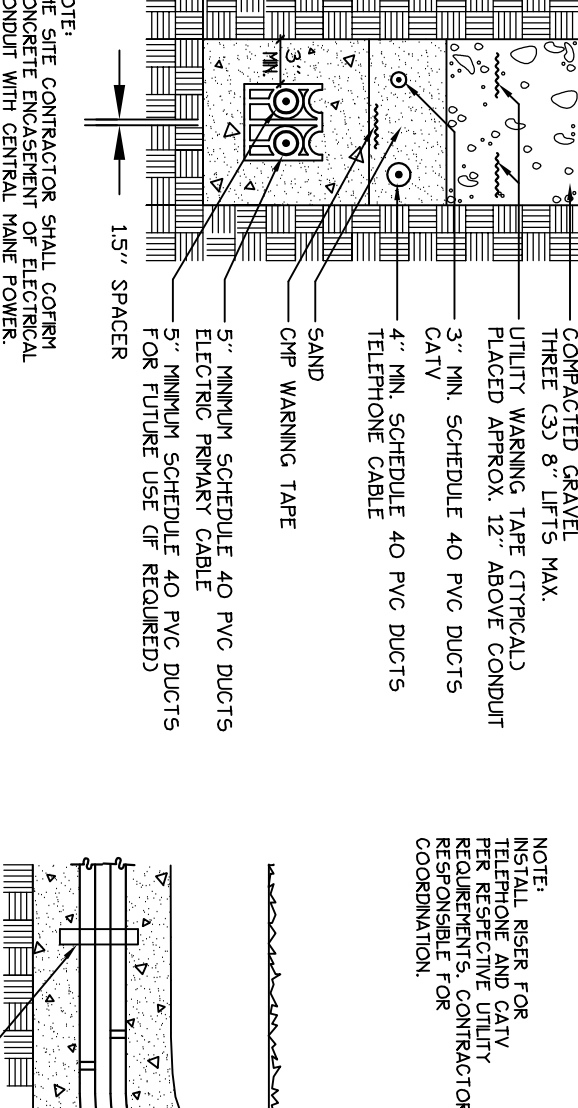 COMPACTED GRAVEL
THREE (3) 8" LIFTS MAX.
UTILITY WARNING TAPE (TYPICAL)
PLACED APPROX. 12" ABOVE CONDUIT
3" MIN. SCHEDULE 40 PVC DUCTS
CATV
4" MIN. SCHEDULE 40 PVC DUCTS
TELEPHONE CABLE
SAND
CMP WARNING TAPE
5" MINIMUM SCHEDULE 40 PVC DUCTS
ELECTRIC PRIMARY CABLE
5" MINIMUM SCHEDULE 40 PVC DUCTS
FOR FUTURE USE (IF REQUIRED)
3"
MIN.
1.5" SPACER
OTE:
HE SITE CONTRACTOR SHALL COFIRM
ONCRETE ENCASEMENT OF ELECTRICAL
ONDUIT WITH CENTRAL MAINE POWER.
NOTE:
INSTALL RISER FOR
TELEPHONE AND CATV
PER RESPECTIVE UTILITY
REQUIREMENTS. CONTRACTOR
RESPONSIBLE FOR
COORDINATION.